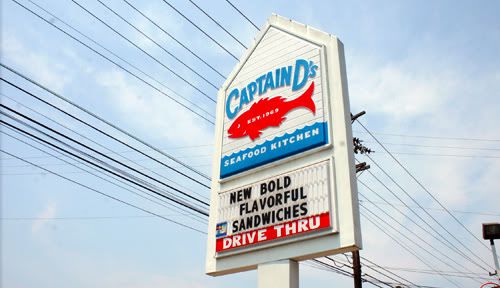 CAPTAIN D's
EST. 1969
SEAFOOD KITCHEN
NEW BOLD
FLAVORFUL
SANDWICHES
DRIVE THRU